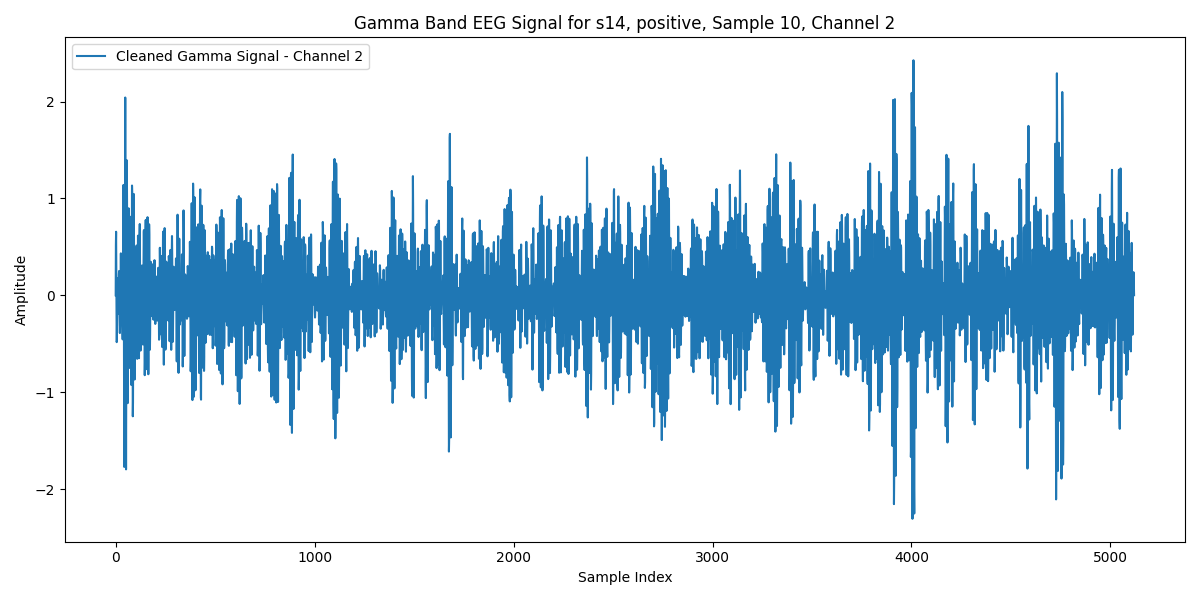 Gamma Band EEG Signal for s14, positive, Sample 10, Channel 2
Cleaned Gamma Signal - Channel 2
Amplitude
2
1
0
−1
−2
0 1000 2000 3000 4000 5000
Sample Index